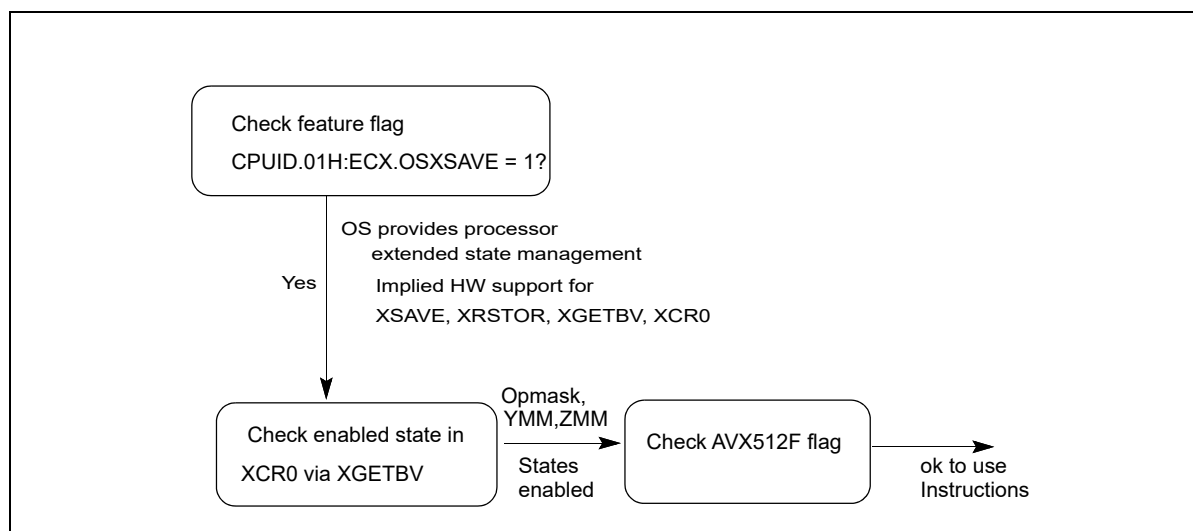 Check feature flag
CPUID.01H:ECX.OSXSAVE = 1?
OS provides processor
extended state management
Yes
Implied HW support for
XSAVE, XRSTOR, XGETBV, XCR0
Check enabled state in
XCR0 via XGETBV
Opmask,
YMM,ZMM
States
enabled
Check AVX512F flag
ok to use
Instructions